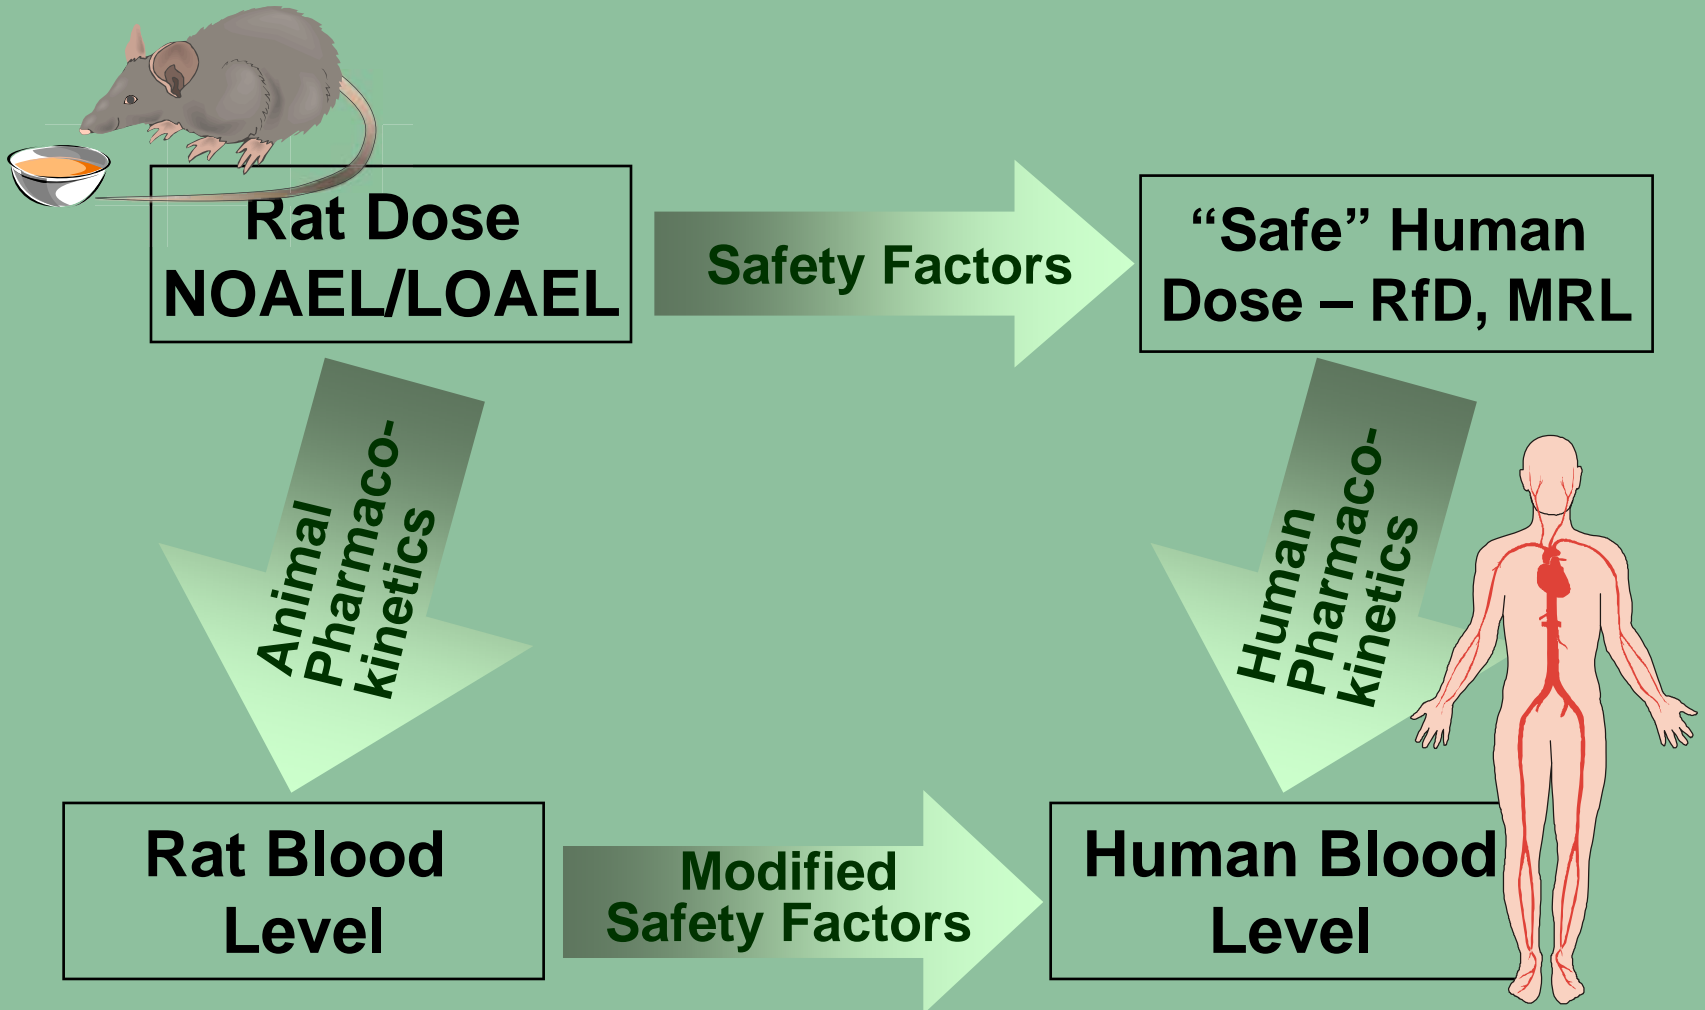 Rat Dose
NOAEL/LOAEL
Safety Factors
“Safe” Human
Dose – RfD, MRL
Animal
Pharmaco-
kinetics
Human
Pharmaco-
kinetics
Rat Blood
Level
Modified
Safety Factors
Human Blood
Level